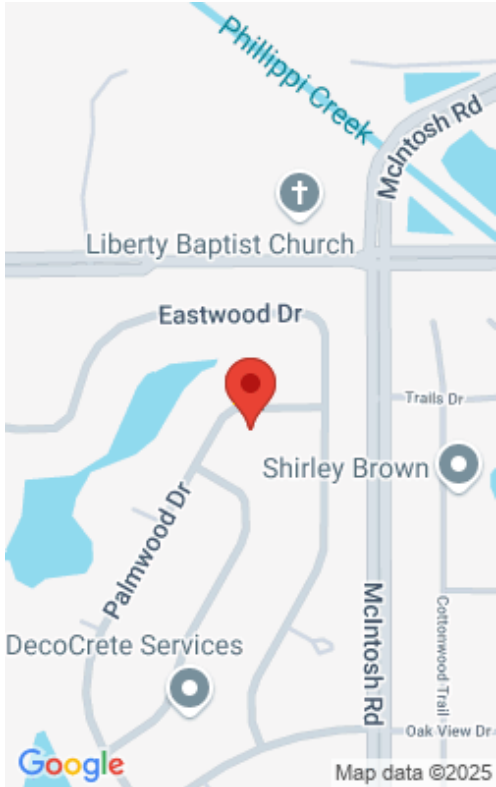 Phillippi Creek
McIntosh Rd
Liberty Baptist Church
Eastwood Dr
Trails Dr
Shirley Brown
Palmwood Dr
Cottonwood Trail
McIntosh Rd
DecoCrete Services
Oak View Dr
Google
Map data ©2025